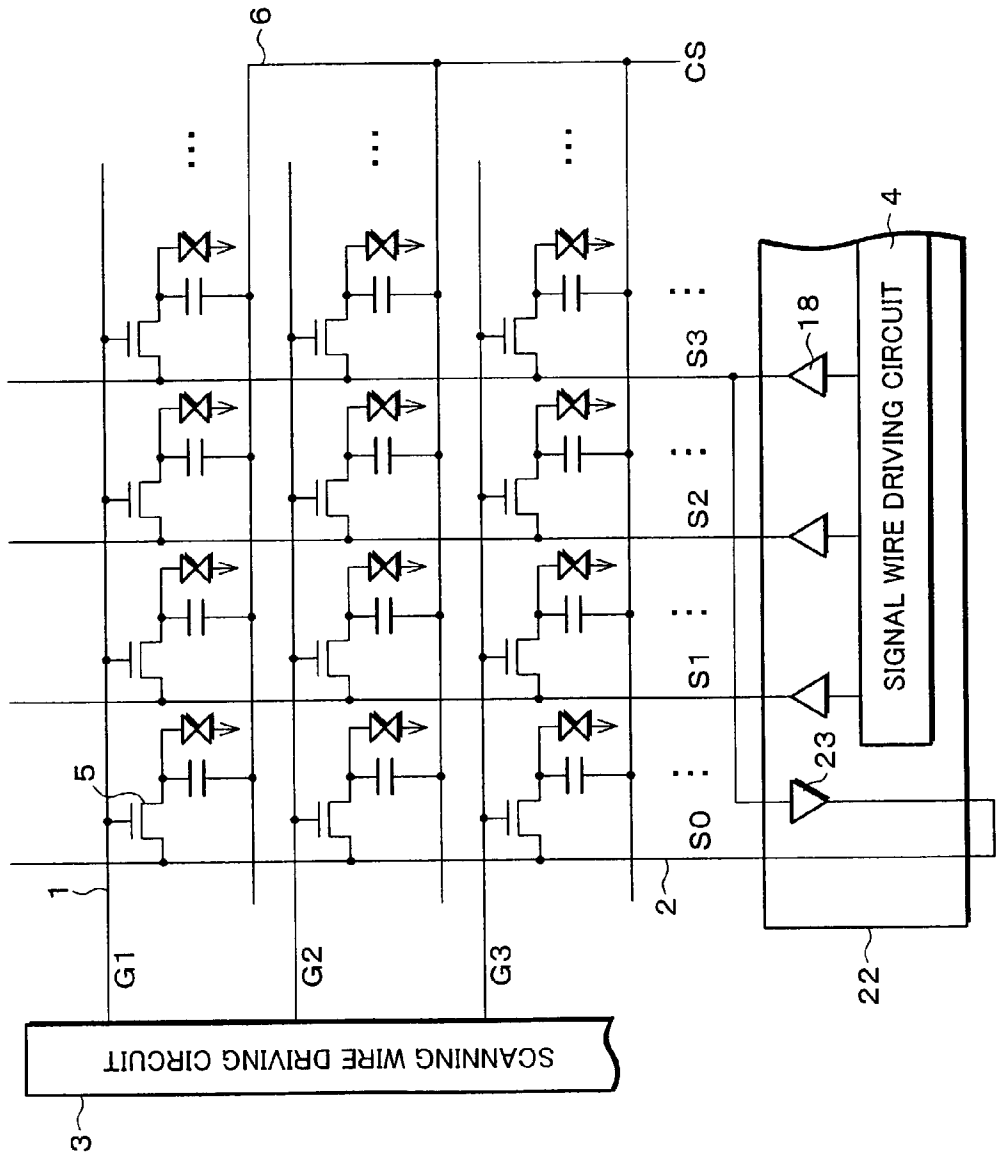 6
CS
...
...
...
5
1
G1
G2
G3
SCANNING WIRE DRIVING CIRCUIT
3
S0
...
S1
...
S2
...
S3
...
2
23
18
4
SIGNAL WIRE DRIVING CIRCUIT
22